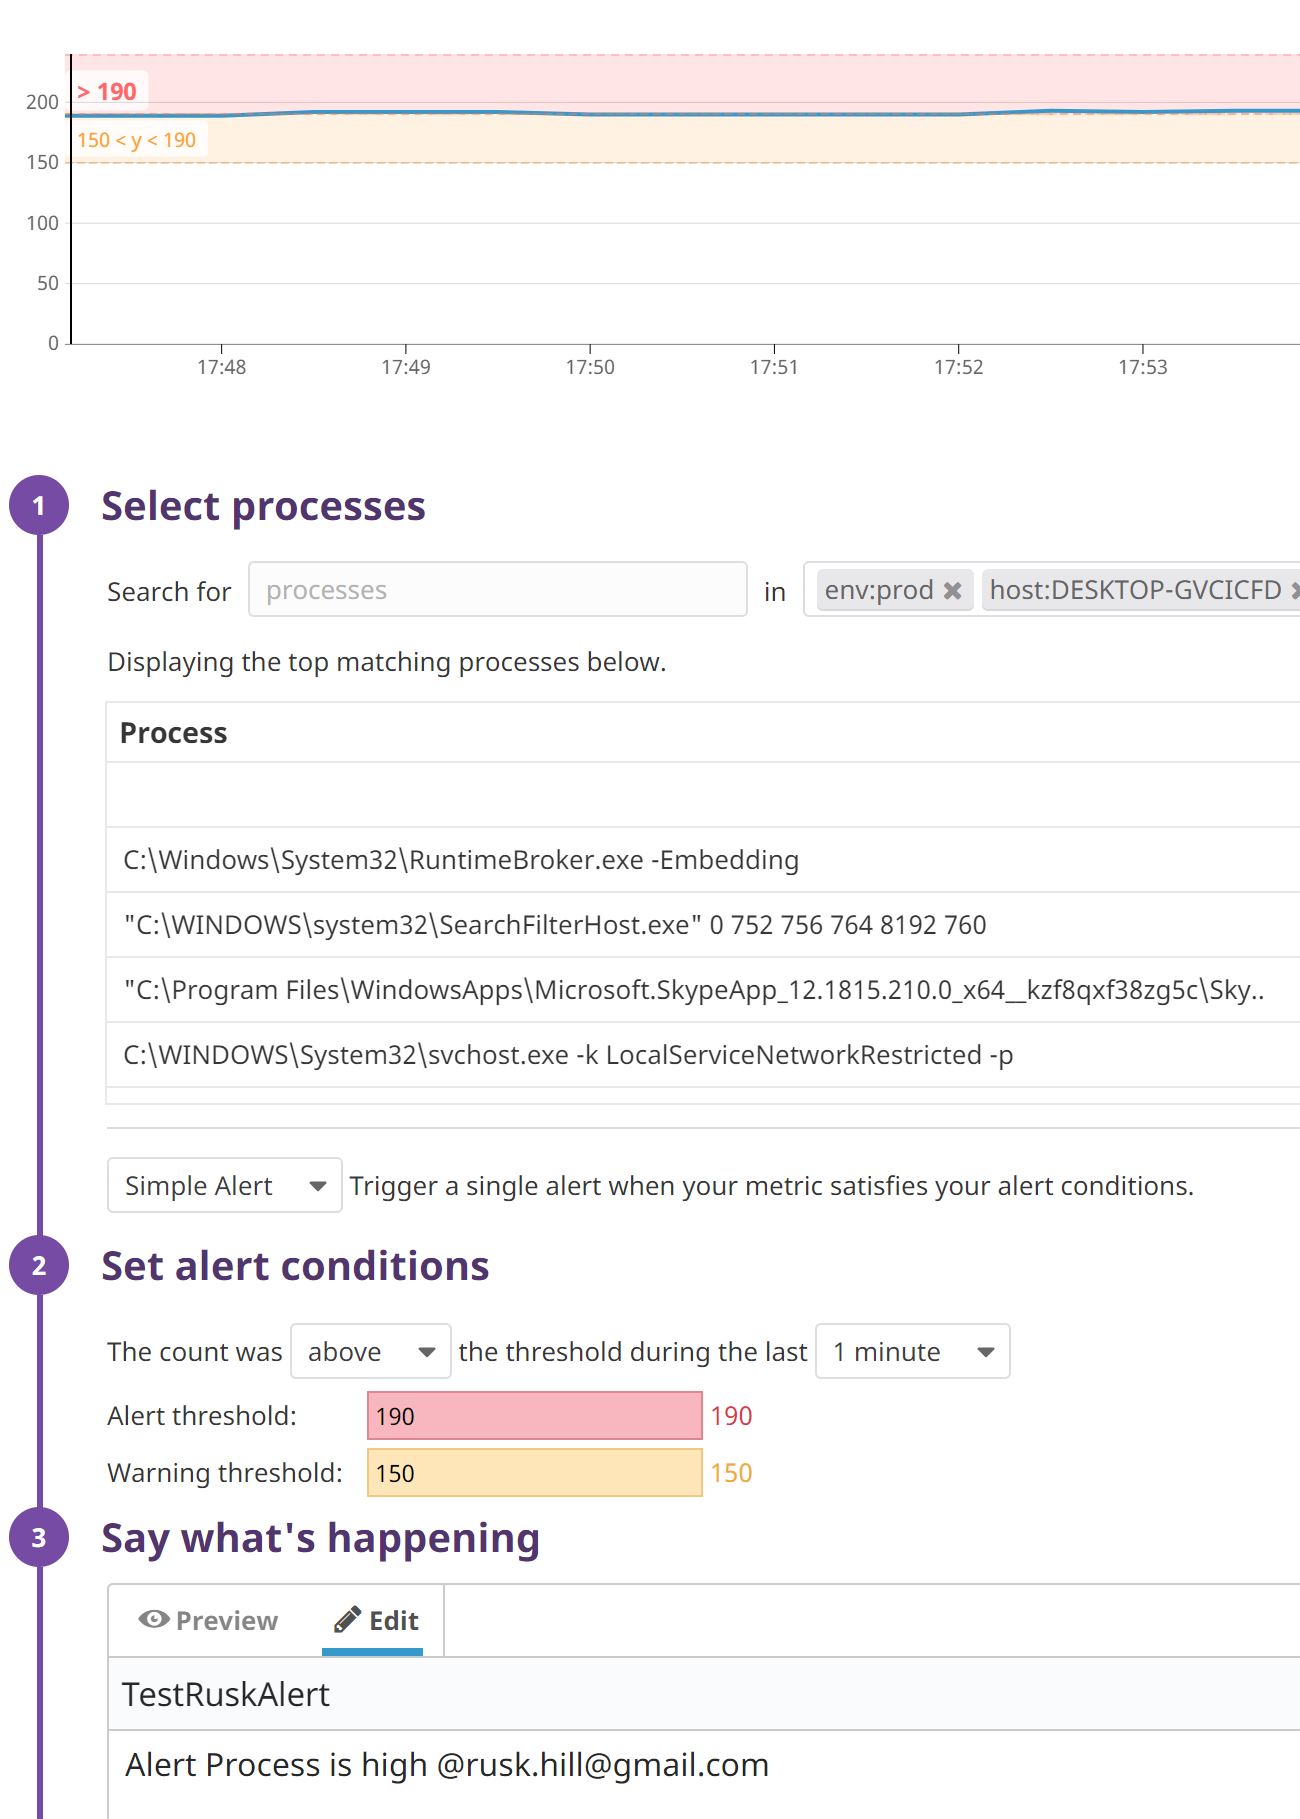 > 190
200
150 < y < 190
150
100
50
0
17:48 17:49 17:50 17:51 17:52 17:53
1 Select processes
Search for processes in env:prod ✖ host:DESKTOP-GVCICFD ✖
Displaying the top matching processes below.
Process
C:\Windows\System32\RuntimeBroker.exe -Embedding
"C:\WINDOWS\system32\SearchFilterHost.exe" 0 752 756 764 8192 760
"C:\Program Files\WindowsApps\Microsoft.SkypeApp_12.1815.210.0_x64__kzf8qxf38zg5c\Sky..
C:\WINDOWS\System32\svchost.exe -k LocalServiceNetworkRestricted -p
Simple Alert Trigger a single alert when your metric satisfies your alert conditions.
2 Set alert conditions
The count was above the threshold during the last 1 minute
Alert threshold: 190 190
Warning threshold: 150 150
3 Say what's happening
Preview Edit
TestRuskAlert
Alert Process is high @rusk.hill@gmail.com